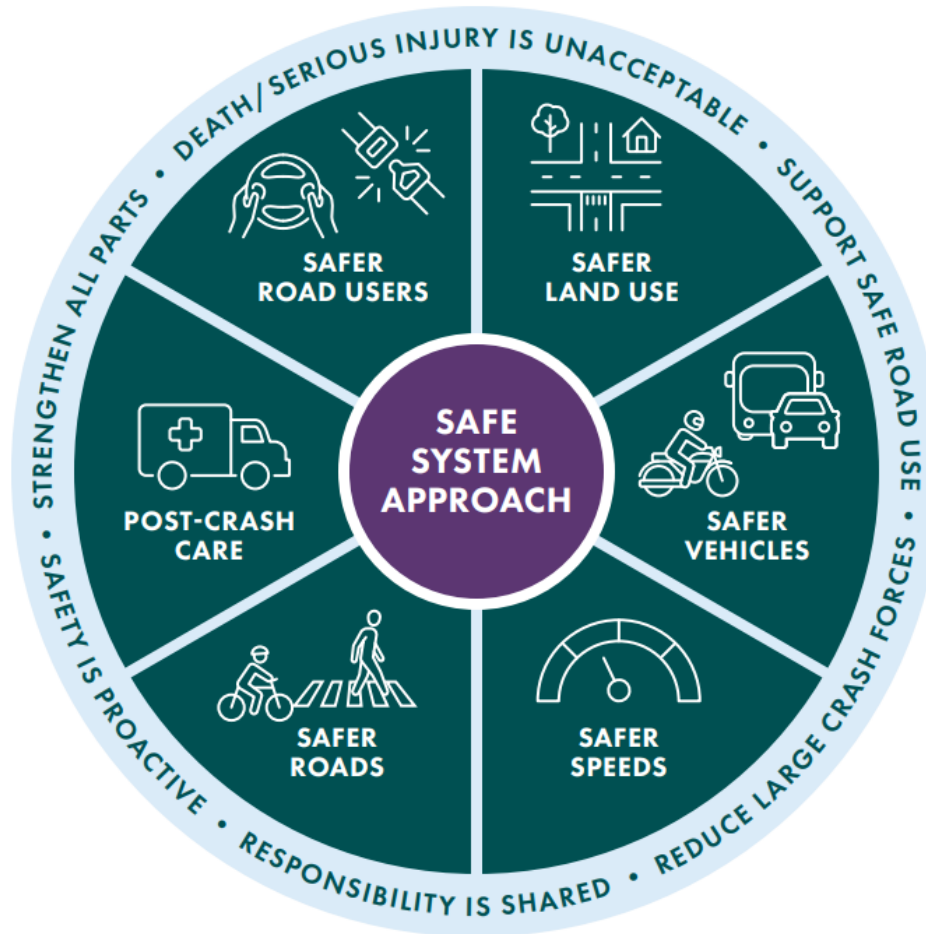 DEATH/SERIOUS INJURY IS UNACCEPTABLE •
SUPPORT SAFE ROAD USE •
REDUCE LARGE CRASH FORCES •
RESPONSIBILITY IS SHARED •
SAFETY IS PROACTIVE •
STRENGTHEN ALL PARTS •
SAFER
ROAD USERS
SAFER
LAND USE
SAFE
SYSTEM
APPROACH
POST-CRASH
CARE
SAFER
VEHICLES
SAFER
ROADS
SAFER
SPEEDS